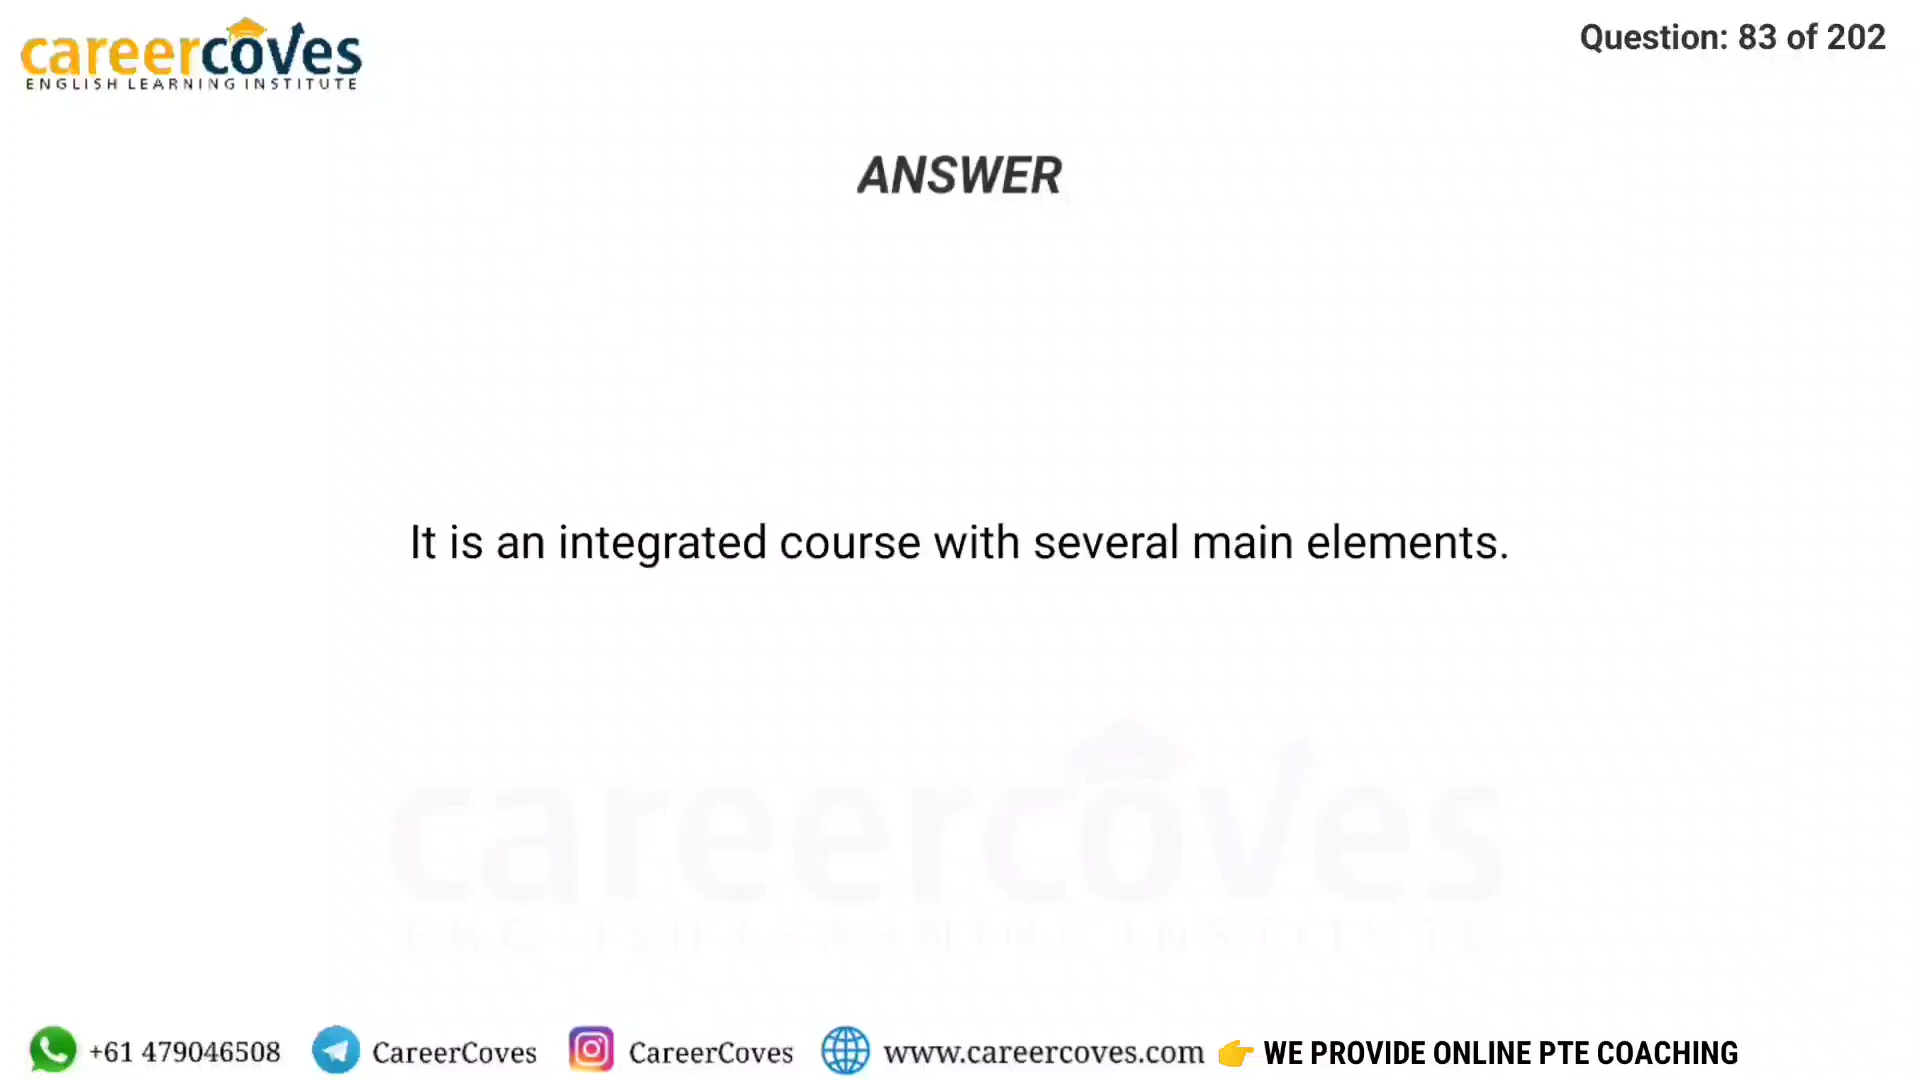 careercoves
ENGLISH LEARNING INSTITUTE
Question: 83 of 202
ANSWER
It is an integrated course with several main elements.
careercoves
+61 479046508 CareerCoves CareerCoves www.careercoves.com 👉 WE PROVIDE ONLINE PTE COACHING